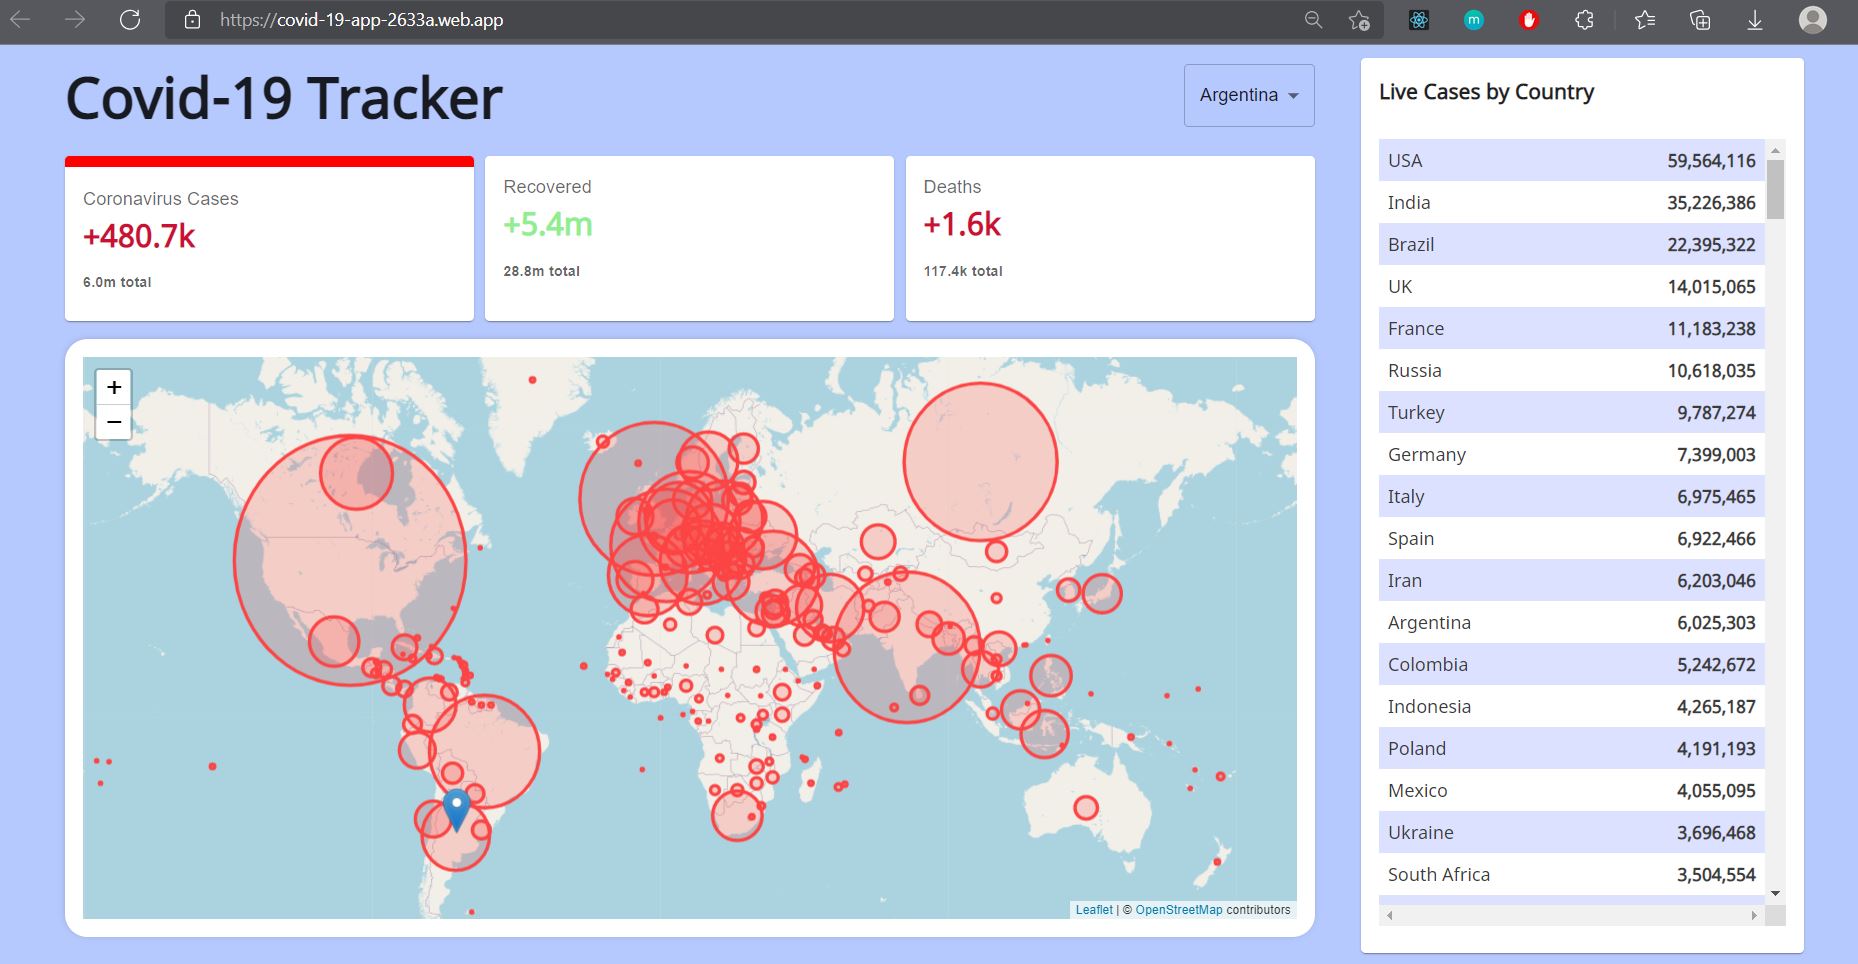 https://covid-19-app-2633a.web.app
m
Covid-19 Tracker
Argentina
Coronavirus Cases
+480.7k
6.0m total
Recovered
+5.4m
28.8m total
Deaths
+1.6k
117.4k total
+
−
Leaflet | © OpenStreetMap contributors
Live Cases by Country
USA 59,564,116
India 35,226,386
Brazil 22,395,322
UK 14,015,065
France 11,183,238
Russia 10,618,035
Turkey 9,787,274
Germany 7,399,003
Italy 6,975,465
Spain 6,922,466
Iran 6,203,046
Argentina 6,025,303
Colombia 5,242,672
Indonesia 4,265,187
Poland 4,191,193
Mexico 4,055,095
Ukraine 3,696,468
South Africa 3,504,554